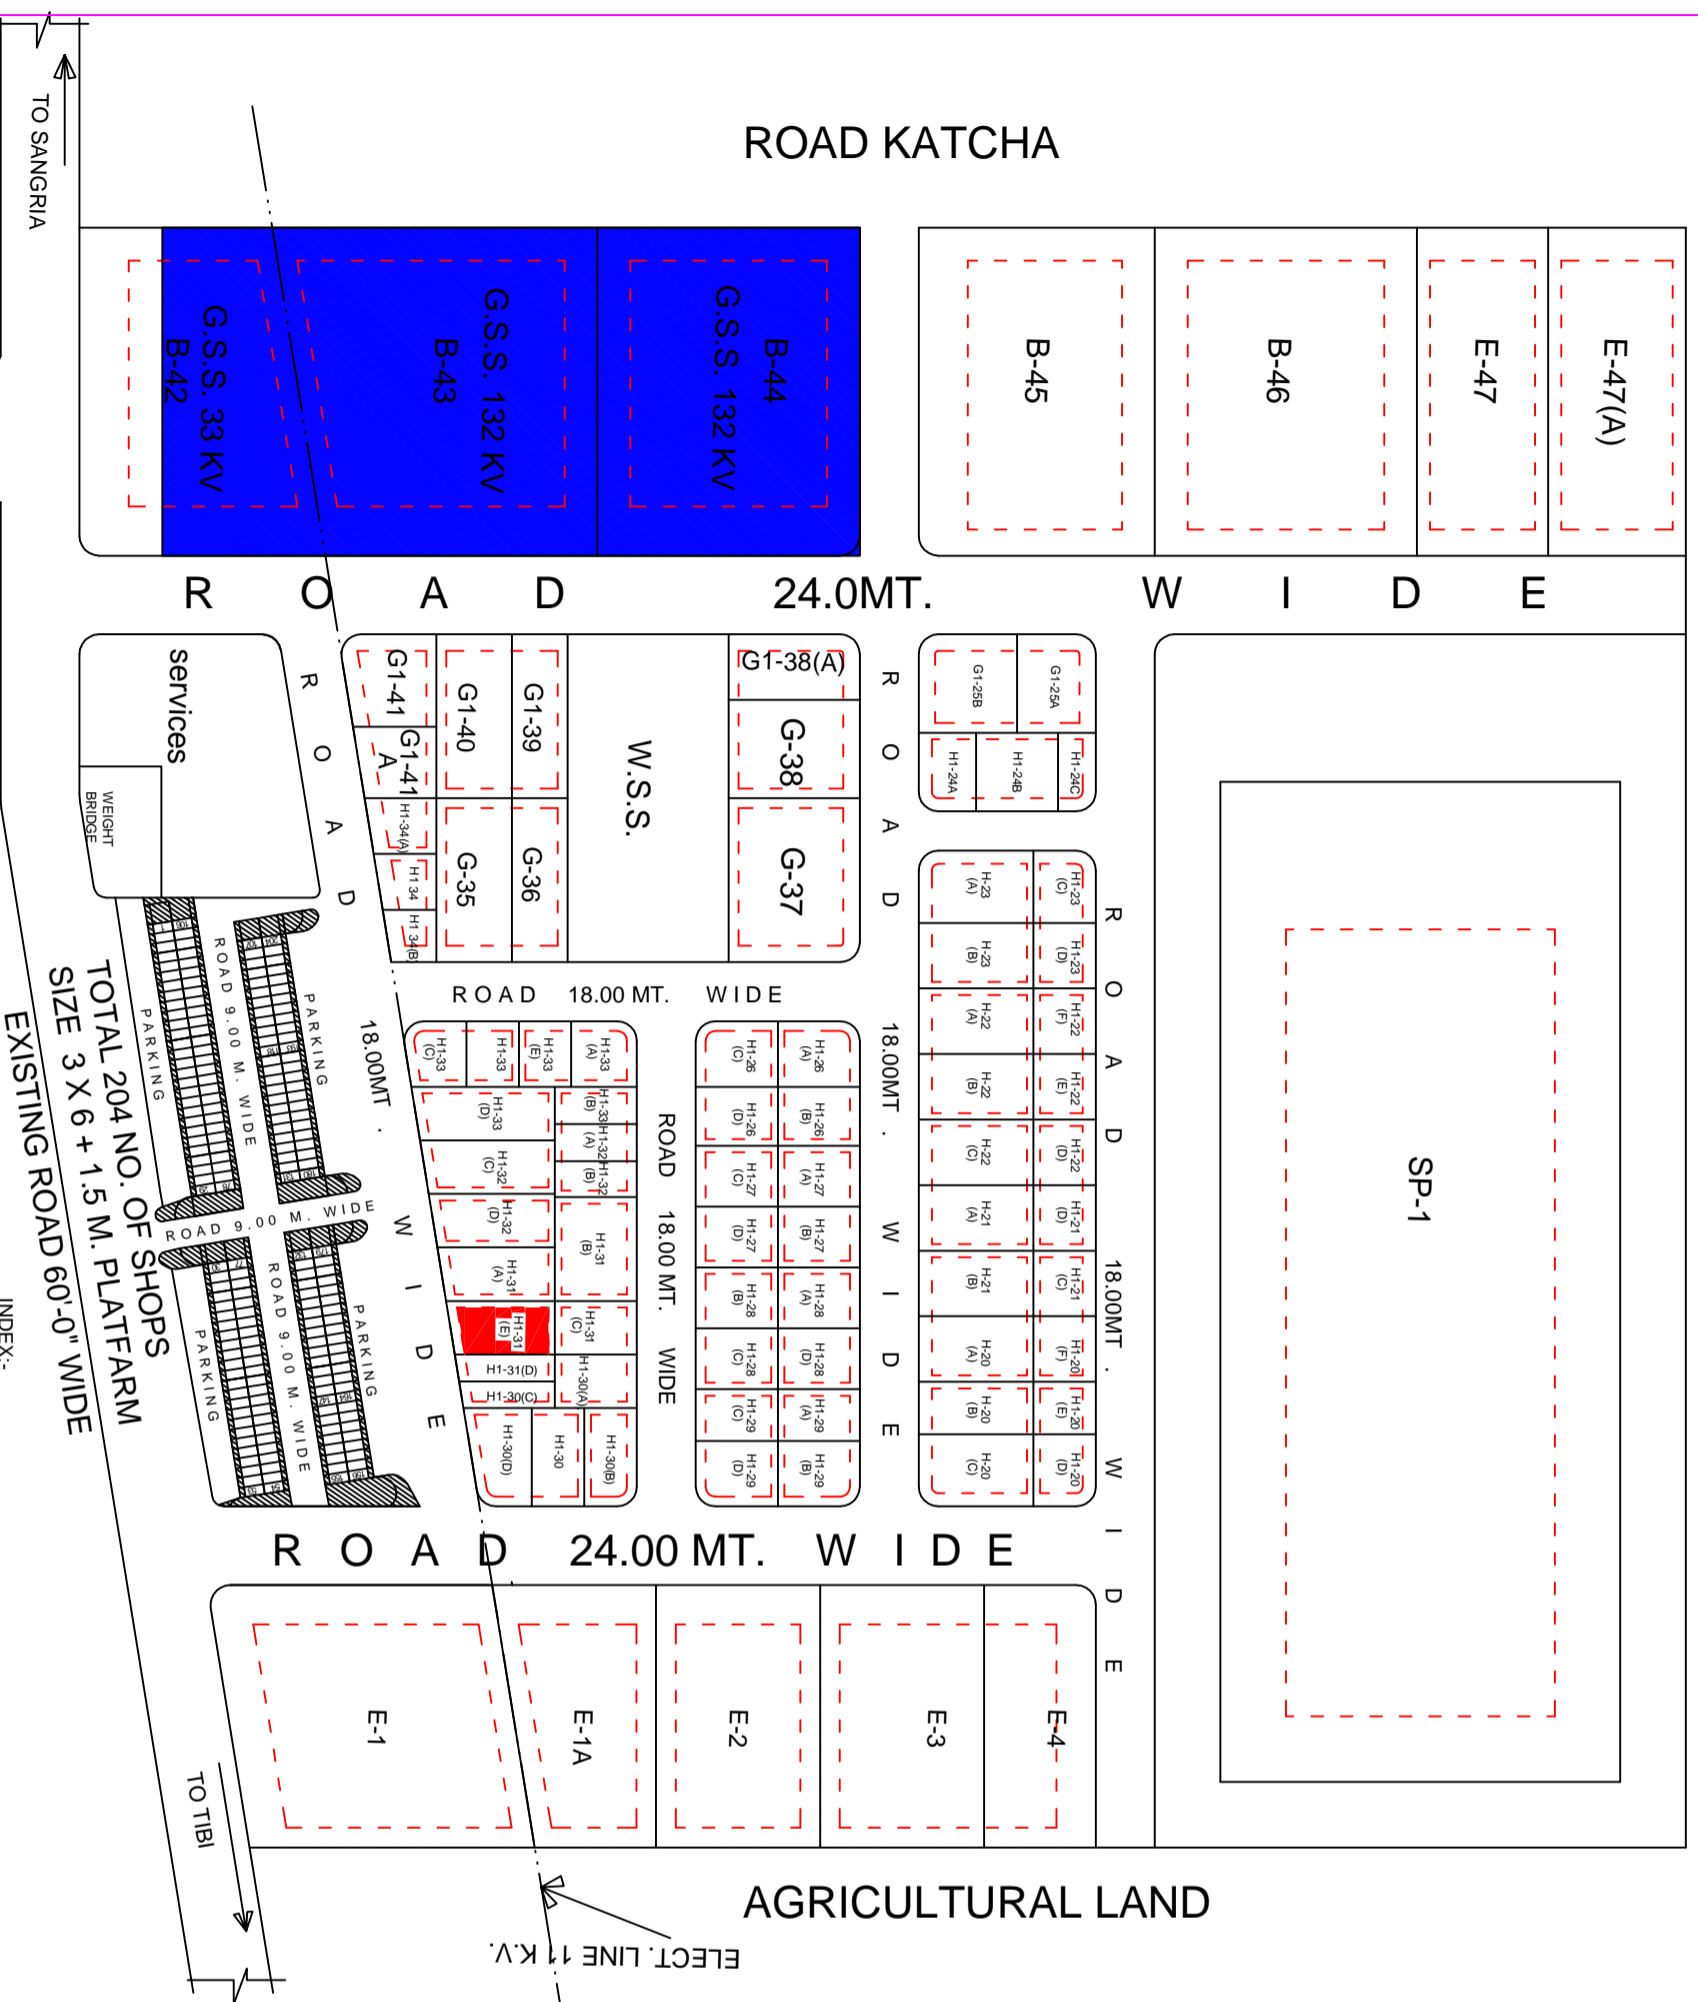 ROAD KATCHA
TO SANGRIA
G.S.S. 33 KV
B-42
G.S.S. 132 KV
B-43
B-44
G.S.S. 132 KV
B-45
B-46
E-47
E-47(A)
ROAD 24.0MT. WIDE
services
WEIGHT
BRIDGE
ROAD 18.00MT. WIDE
G1-41
G1-41
A
G1-40
G1-39
W.S.S.
G1-38(A)
G-38
G-37
G-36
G-35
H1-34(A)
H1 34
H1 34(B)
G1-25B
G1-25A
H1-24A
H1-24B
H1-24C
ROAD 18.00MT. WIDE
H-23
(A)
H1-23
(C)
H-23
(B)
H1-23
(D)
H-22
(A)
H1-22
(F)
H-22
(B)
H1-22
(E)
H-22
(C)
H1-22
(D)
H-21
(A)
H1-21
(D)
H-21
(B)
H1-21
(C)
H-20
(A)
H1-20
(F)
H-20
(B)
H1-20
(E)
H-20
(C)
H1-20
(D)
ROAD 18.00MT. WIDE
SP-1
ROAD 18.00 MT. WIDE
H1-33
(C)
H1-33
H1-33
(E)
H1-33
(A)
H1-33
(D)
H1-33
(B)
H1-32
(A)
H1-32
(B)
H1-32
(C)
H1-32
(D)
H1-31
(B)
H1-31
(A)
H1-31
(E)
H1-31
(C)
H1-31(D)
H1-30(C)
H1-30(A)
H1-30(D)
H1-30
H1-30(B)
ROAD 18.00 MT. WIDE
H1-26
(C)
H1-26
(A)
H1-26
(D)
H1-26
(B)
H1-27
(C)
H1-27
(A)
H1-27
(D)
H1-27
(B)
H1-28
(B)
H1-28
(A)
H1-28
(C)
H1-28
(D)
H1-29
(C)
H1-29
(A)
H1-29
(D)
H1-29
(B)
PARKING
ROAD 9.00 M. WIDE
PARKING
ROAD 9.00 M. WIDE
PARKING
ROAD 9.00 M. WIDE
PARKING
TOTAL 204 NO. OF SHOPS
SIZE 3 X 6 + 1.5 M. PLATFARM
EXISTING ROAD 60'-0" WIDE
INDEX:-
ROAD 24.00 MT. WIDE
E-1
E-1A
E-2
E-3
E-4
TO TIBI
AGRICULTURAL LAND
ELECT. LINE 11 K.V.